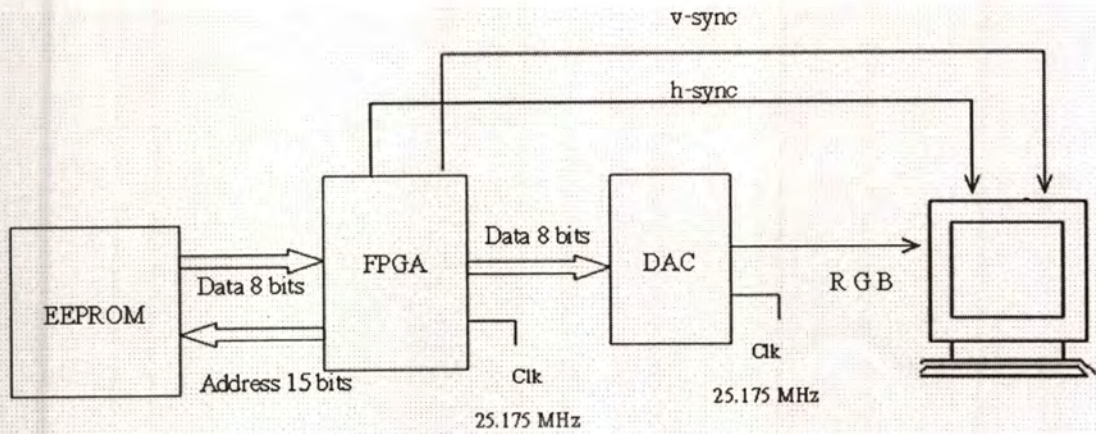 v-sync
h-sync
Data 8 bits
FPGA
Data 8 bits
DAC
R G B
EEPROM
Address 15 bits
Clk
25.175 MHz
Clk
25.175 MHz